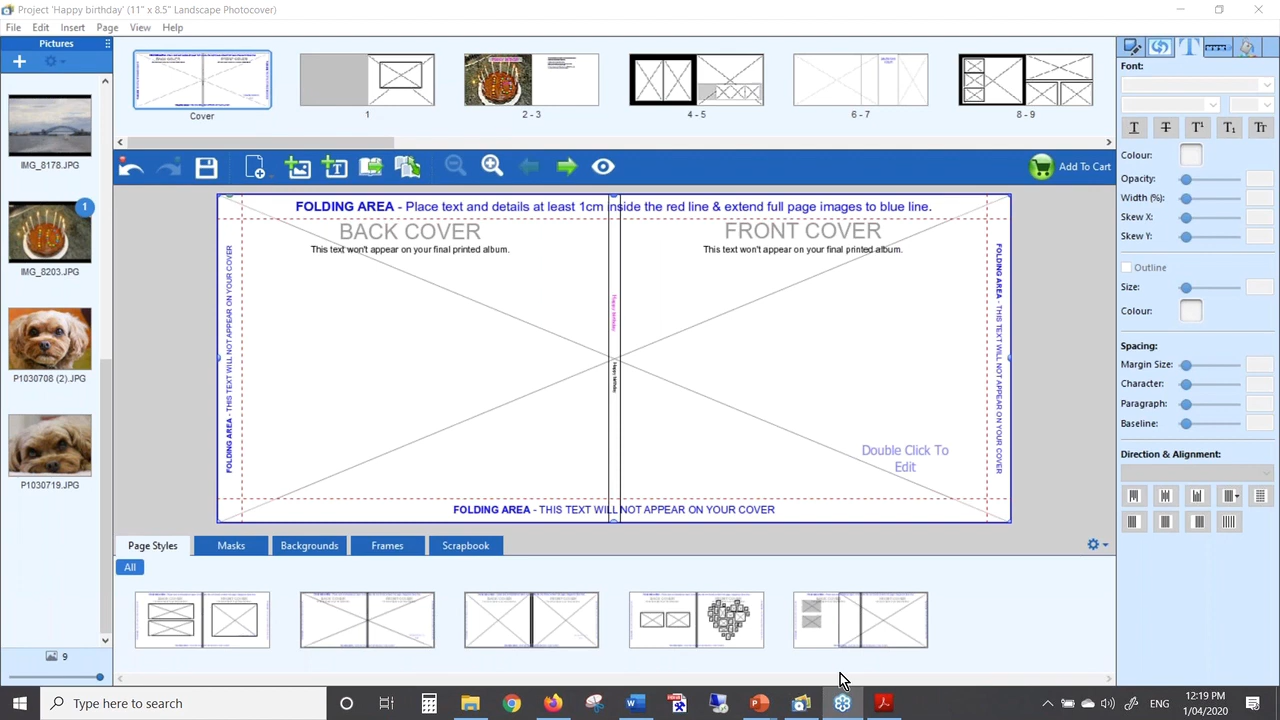 Project 'Happy birthday' (11" x 8.5" Landscape Photocover)
File Edit Insert Page View Help
Pictures
IMG_8178.JPG
1
IMG_8203.JPG
P1030708 (2).JPG
P1030719.JPG
9
Cover
1
2 - 3
4 - 5
6 - 7
8 - 9
Add To Cart
FOLDING AREA - Place text and details at least 1cm inside the red line & extend full page images to blue line.
BACK COVER
This text won't appear on your final printed album.
FRONT COVER
This text won't appear on your final printed album.
FOLDING AREA - THIS TEXT WILL NOT APPEAR ON YOUR COVER
Happy birthday
Happy birthday
FOLDING AREA - THIS TEXT WILL NOT APPEAR ON YOUR COVER
Double Click To
Edit
FOLDING AREA - THIS TEXT WILL NOT APPEAR ON YOUR COVER
Page Styles Masks Backgrounds Frames Scrapbook
All
Font:
Colour:
Opacity:
Width (%):
Skew X:
Skew Y:
Outline
Size:
Colour:
Spacing:
Margin Size:
Character:
Paragraph:
Baseline:
Direction & Alignment:
Type here to search
ENG
12:19 PM
1/04/2020